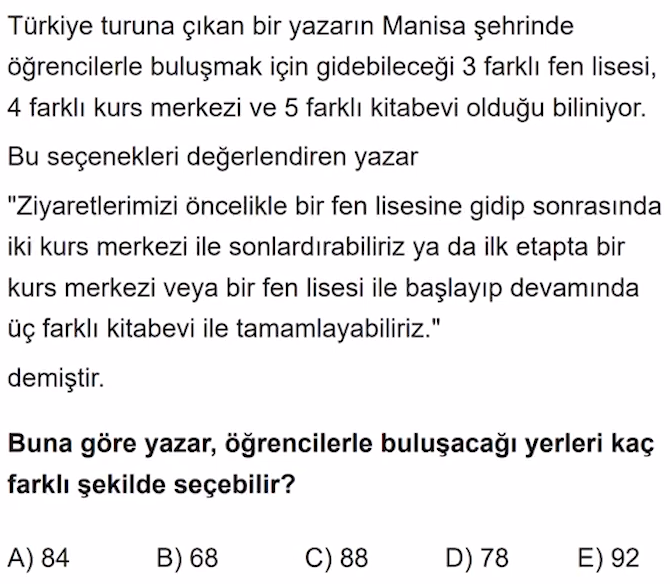 Türkiye turuna çıkan bir yazarın Manisa şehrinde
öğrencilerle buluşmak için gidebileceği 3 farklı fen lisesi,
4 farklı kurs merkezi ve 5 farklı kitabevi olduğu biliniyor.
Bu seçenekleri değerlendiren yazar
"Ziyaretlerimizi öncelikle bir fen lisesine gidip sonrasında
iki kurs merkezi ile sonlardırabiliriz ya da ilk etapta bir
kurs merkezi veya bir fen lisesi ile başlayıp devamında
üç farklı kitabevi ile tamamlayabiliriz."
demiştir.
Buna göre yazar, öğrencilerle buluşacağı yerleri kaç
farklı şekilde seçebilir?
A) 84 B) 68 C) 88 D) 78 E) 92